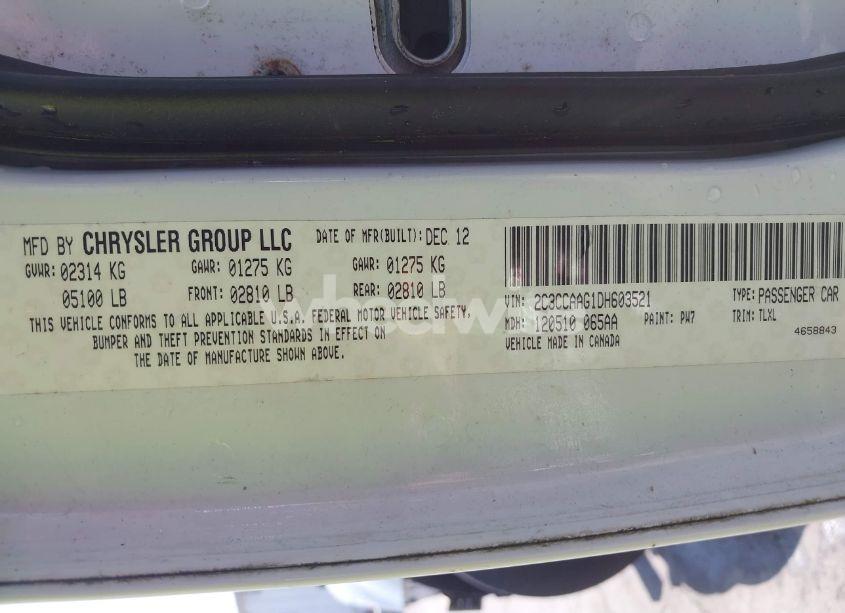 MFD BY CHRYSLER GROUP LLC DATE OF MFR(BUILT): DEC 12
GVWR: 02314 KG GAWR: 01275 KG GAWR: 01275 KG
05100 LB FRONT: 02810 LB REAR: 02810 LB
THIS VEHICLE CONFORMS TO ALL APPLICABLE U.S.A. FEDERAL MOTOR VEHICLE SAFETY,
BUMPER AND THEFT PREVENTION STANDARDS IN EFFECT ON
THE DATE OF MANUFACTURE SHOWN ABOVE.
VIN: 2C3CCAAG1DH603521 TYPE: PASSENGER CAR
MDH: 120510 065AA PAINT: PW7 TRIM: TLXL
VEHICLE MADE IN CANADA 4658843